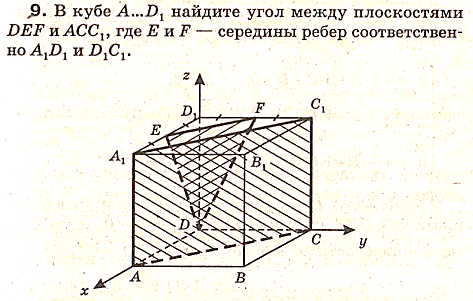 9. В кубе A...D₁ найдите угол между плоскостями
DEF и ACC₁, где E и F — середины ребер соответствен-
но A₁D₁ и D₁C₁.
z
D₁ F C₁
E
A₁ B₁
D C y
A B
x